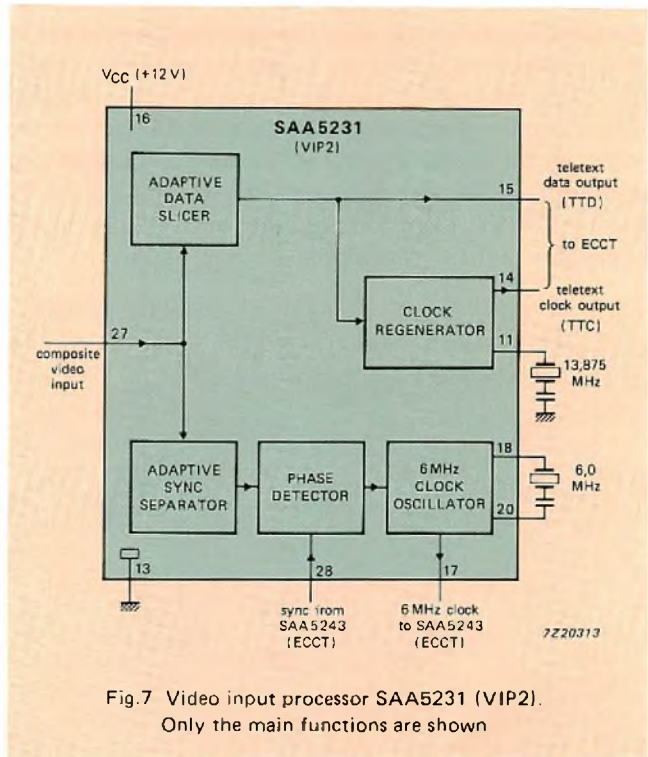 VCC (+12 V)
16
SAA5231
(VIP2)
ADAPTIVE
DATA
SLICER
15
teletext
data output
(TTD)
to ECCT
14
teletext
clock output
(TTC)
CLOCK
REGENERATOR
11
13,875
MHz
27
composite
video
input
ADAPTIVE
SYNC
SEPARATOR
PHASE
DETECTOR
6MHz
CLOCK
OSCILLATOR
18
6,0
MHz
20
13
28
17
sync from
SAA5243
(ECCT)
6 MHz clock
to SAA5243
(ECCT)
7Z20313
Fig.7 Video input processor SAA5231 (VIP2).
Only the main functions are shown